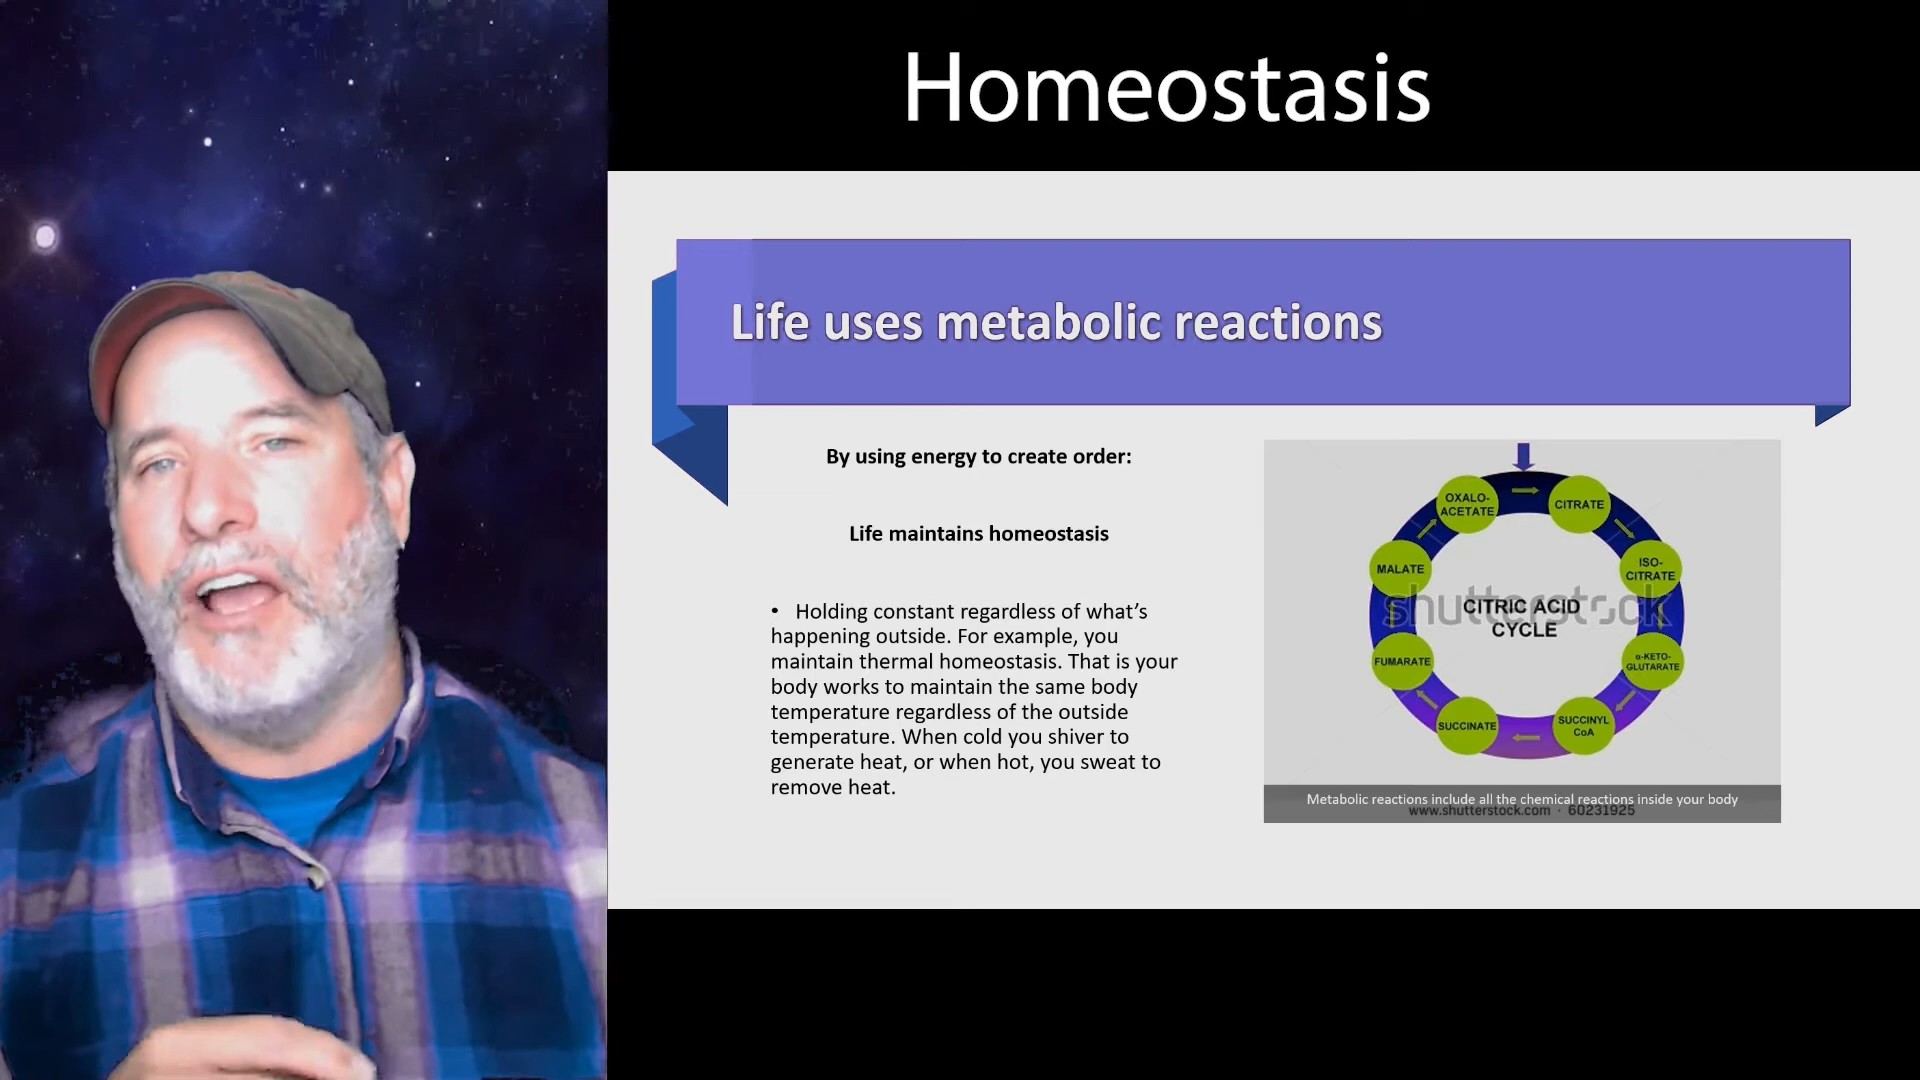 Homeostasis
Life uses metabolic reactions
By using energy to create order:
Life maintains homeostasis
• Holding constant regardless of what’s
happening outside. For example, you
maintain thermal homeostasis. That is your
body works to maintain the same body
temperature regardless of the outside
temperature. When cold you shiver to
generate heat, or when hot, you sweat to
remove heat.
OXALO-
ACETATE
CITRATE
ISO-
CITRATE
α-KETO-
GLUTARATE
SUCCINYL
CoA
SUCCINATE
FUMARATE
MALATE
shutterstock
CITRIC ACID
CYCLE
Metabolic reactions include all the chemical reactions inside your body
www.shutterstock.com · 60231925